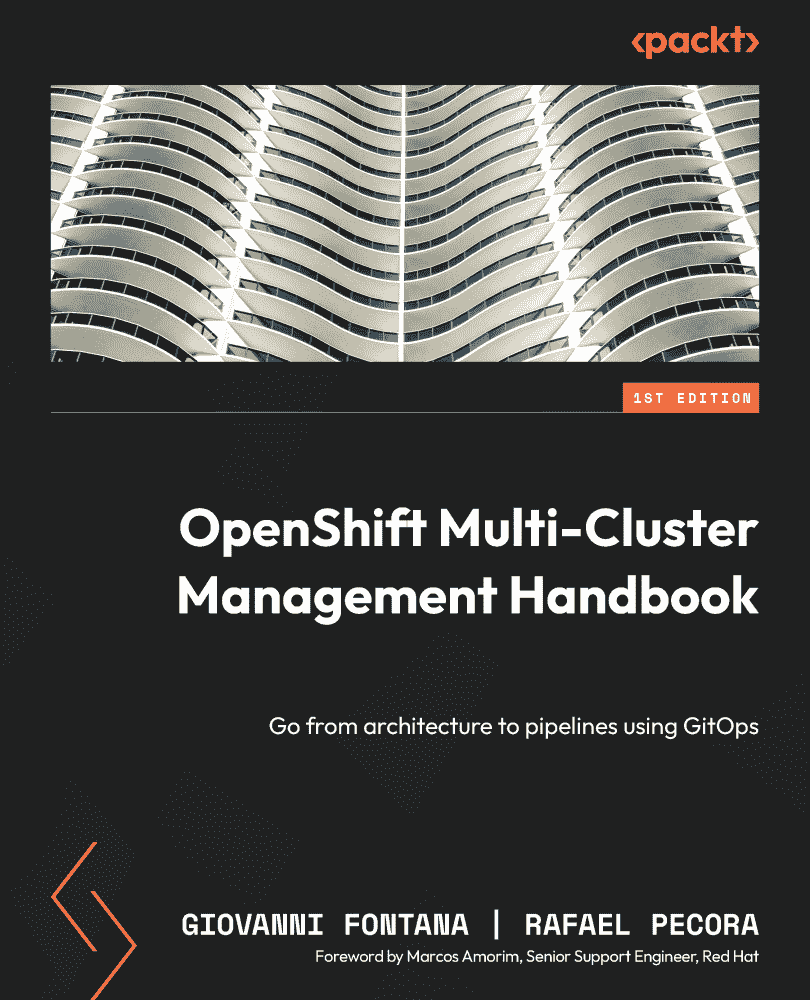 <packt>
1ST EDITION
OpenShift Multi-Cluster
Management Handbook
Go from architecture to pipelines using GitOps
GIOVANNI FONTANA | RAFAEL PECORA
Foreword by Marcos Amorim, Senior Support Engineer, Red Hat